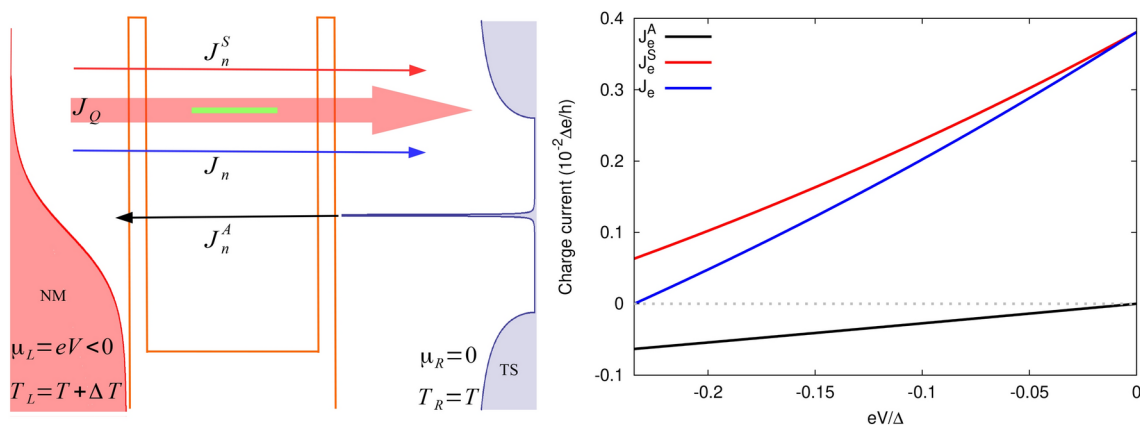 J_n^S
J_Q
J_n
J_n^A
NM
μ_L=eV<0
T_L=T+ΔT
μ_R=0
T_R=T
TS
J_e^A
J_e^S
J_e
Charge current (10^-2Δe/h)
0.4
0.3
0.2
0.1
0
-0.1
-0.2
-0.15
-0.1
-0.05
0
eV/Δ